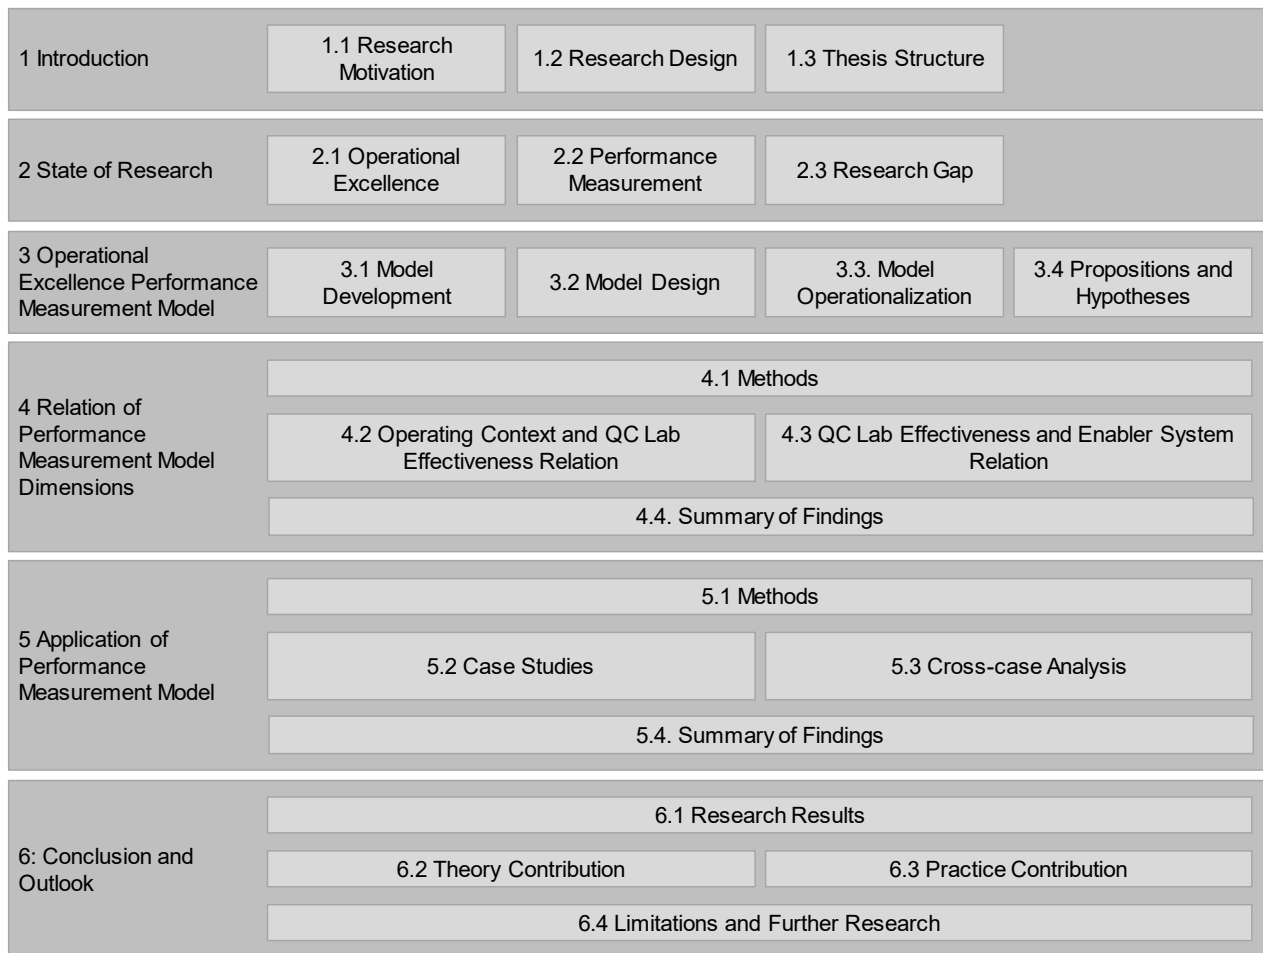 1 Introduction
1.1 Research
Motivation
1.2 Research Design
1.3 Thesis Structure
2 State of Research
2.1 Operational
Excellence
2.2 Performance
Measurement
2.3 Research Gap
3 Operational
Excellence Performance
Measurement Model
3.1 Model
Development
3.2 Model Design
3.3. Model
Operationalization
3.4 Propositions and
Hypotheses
4 Relation of
Performance
Measurement Model
Dimensions
4.1 Methods
4.2 Operating Context and QC Lab
Effectiveness Relation
4.3 QC Lab Effectiveness and Enabler System
Relation
4.4. Summary of Findings
5 Application of
Performance
Measurement Model
5.1 Methods
5.2 Case Studies
5.3 Cross-case Analysis
5.4. Summary of Findings
6: Conclusion and
Outlook
6.1 Research Results
6.2 Theory Contribution
6.3 Practice Contribution
6.4 Limitations and Further Research